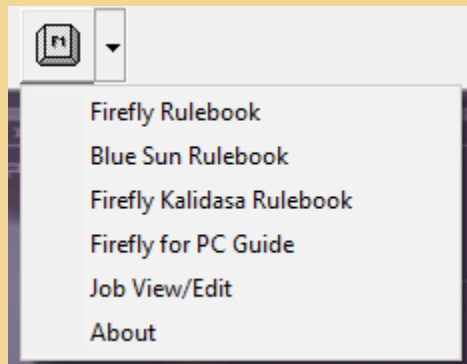 F1
Firefly Rulebook
Blue Sun Rulebook
Firefly Kalidasa Rulebook
Firefly for PC Guide
Job View/Edit
About